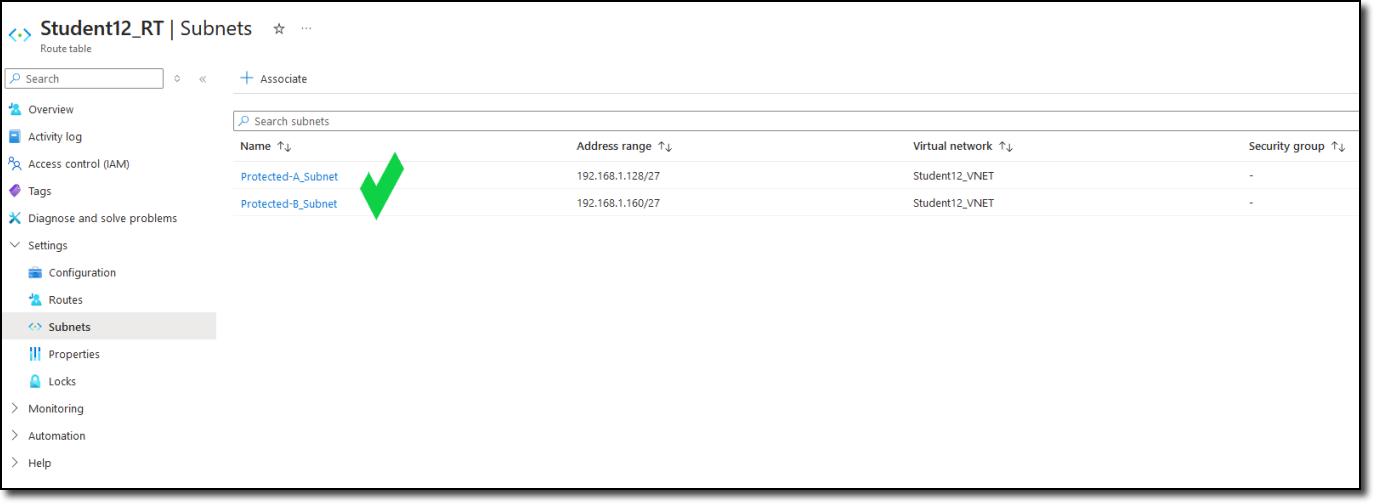 Student12_RT | Subnets ☆ ···
Route table
Search
«
+ Associate
Overview
Activity log
Access control (IAM)
Tags
Diagnose and solve problems
Settings
Configuration
Routes
Subnets
Properties
Locks
Monitoring
Automation
Help
Search subnets
Name ↑↓ Address range ↑↓ Virtual network ↑↓ Security group ↑↓
Protected-A_Subnet 192.168.1.128/27 Student12_VNET -
Protected-B_Subnet 192.168.1.160/27 Student12_VNET -